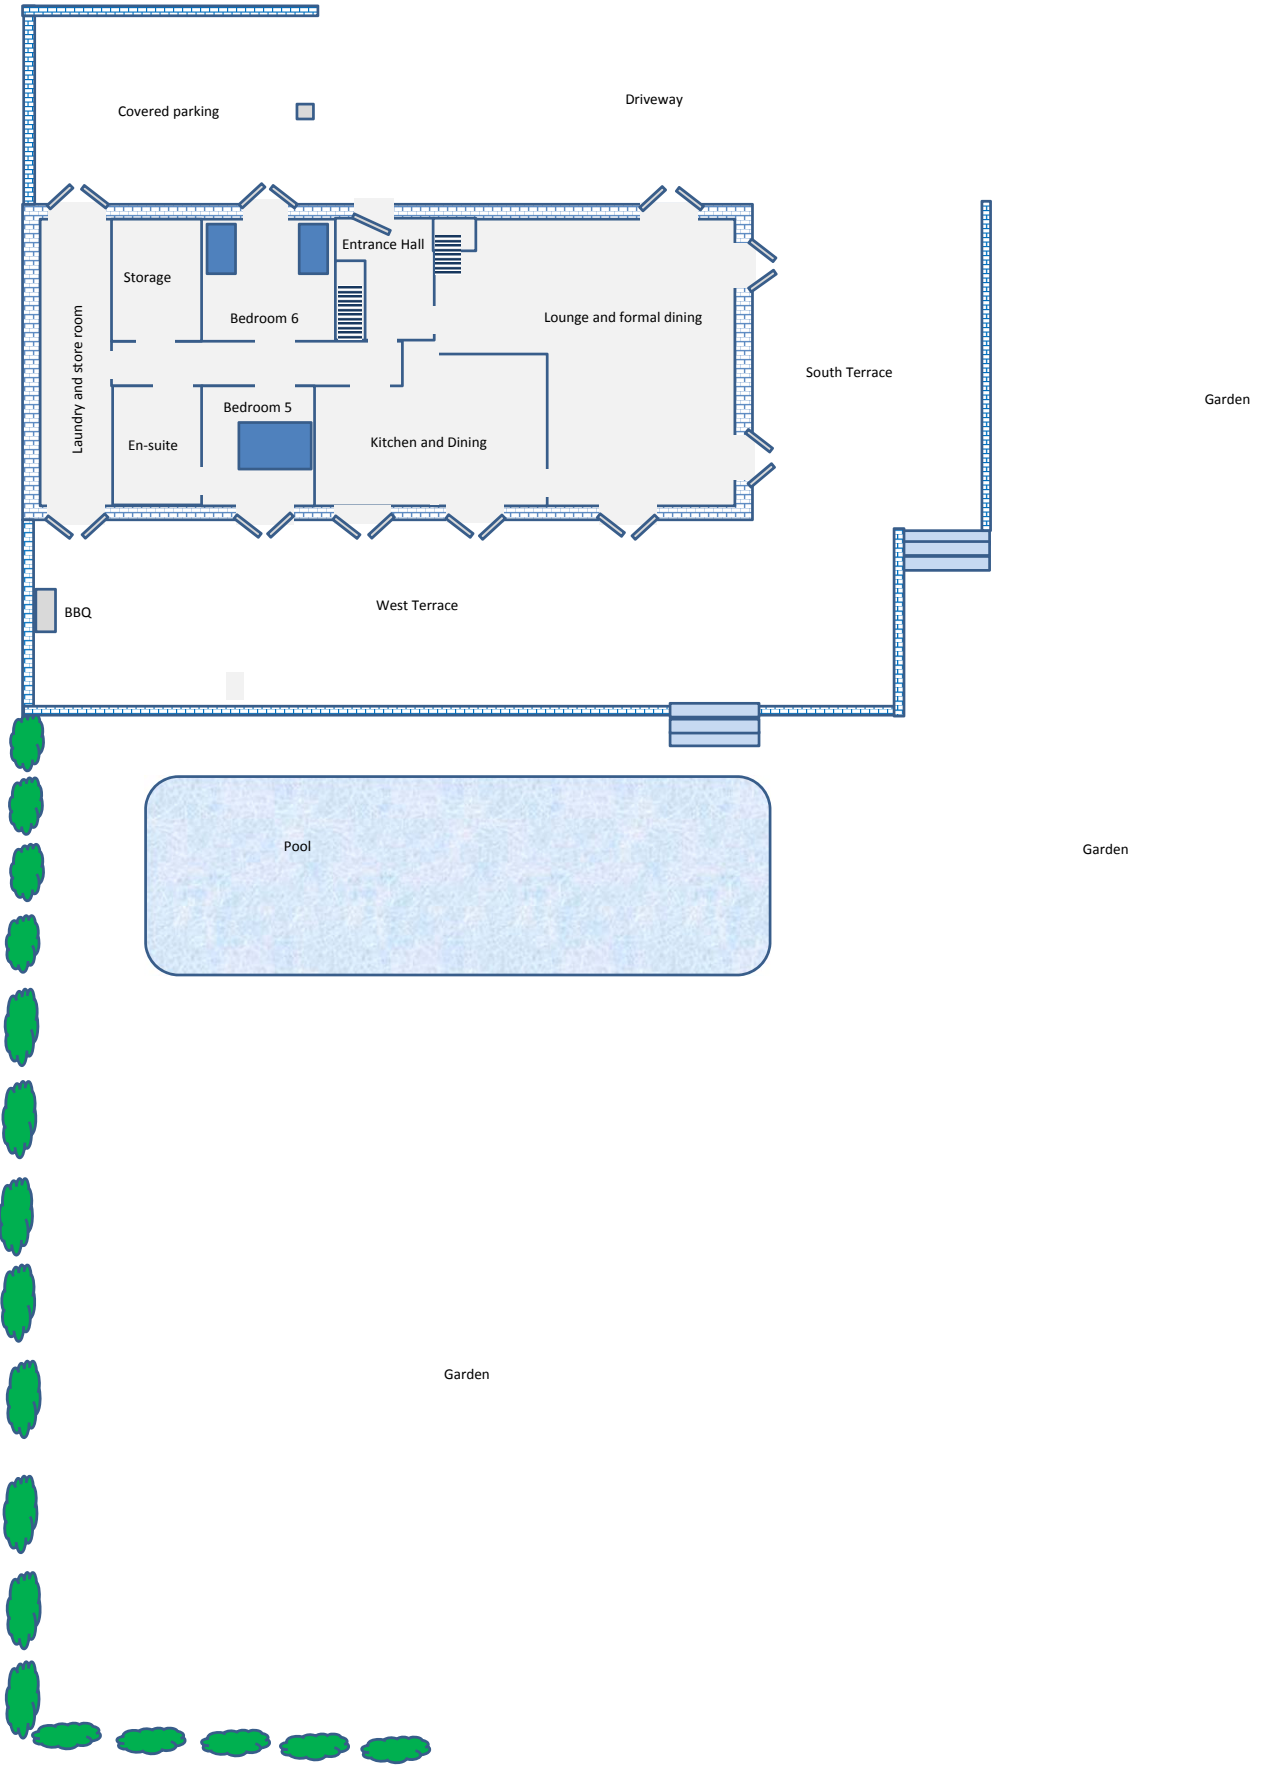 Driveway
Covered parking
Entrance Hall
Storage
Bedroom 6
Lounge and formal dining
Laundry and store room
South Terrace
Garden
Bedroom 5
En-suite
Kitchen and Dining
West Terrace
BBQ
Pool
Garden
Garden